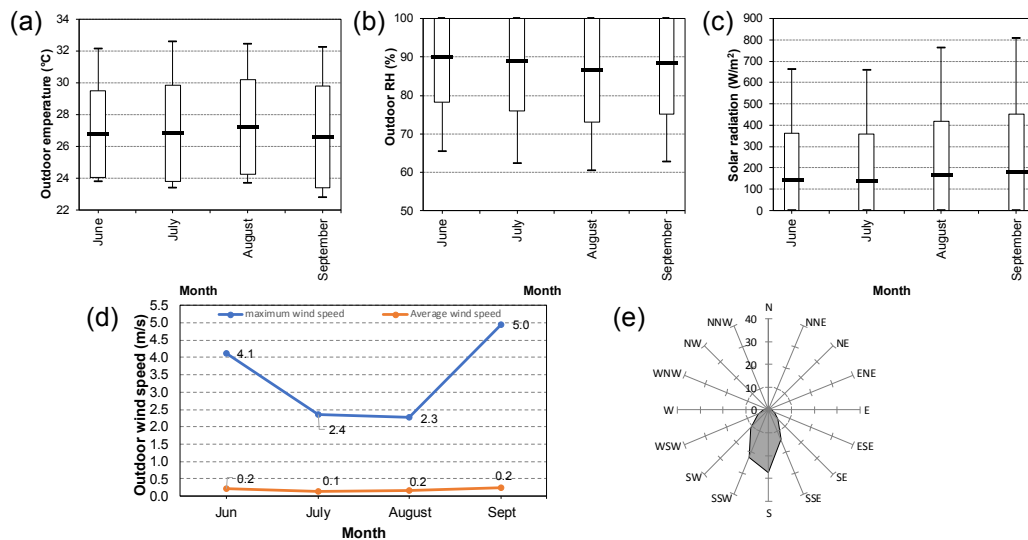 (a)
Outdoor emperature (°C)
34
32
30
28
26
24
22
June
July
August
September
Month
(b)
Outdoor RH (%)
100
90
80
70
60
50
June
July
August
September
Month
(c)
Solar radiation (W/m²)
900
800
700
600
500
400
300
200
100
0
June
July
August
September
Month
(d)
Outdoor wind speed (m/s)
5.5
5.0
4.5
4.0
3.5
3.0
2.5
2.0
1.5
1.0
0.5
0.0
maximum wind speed
Average wind speed
4.1
2.4
2.3
5.0
0.2
0.1
0.2
0.2
Jun
July
August
Sept
Month
(e)
N
NNE
NE
ENE
E
ESE
SE
SSE
S
SSW
SW
WSW
W
WNW
NW
NNW
40
30
20
10
0